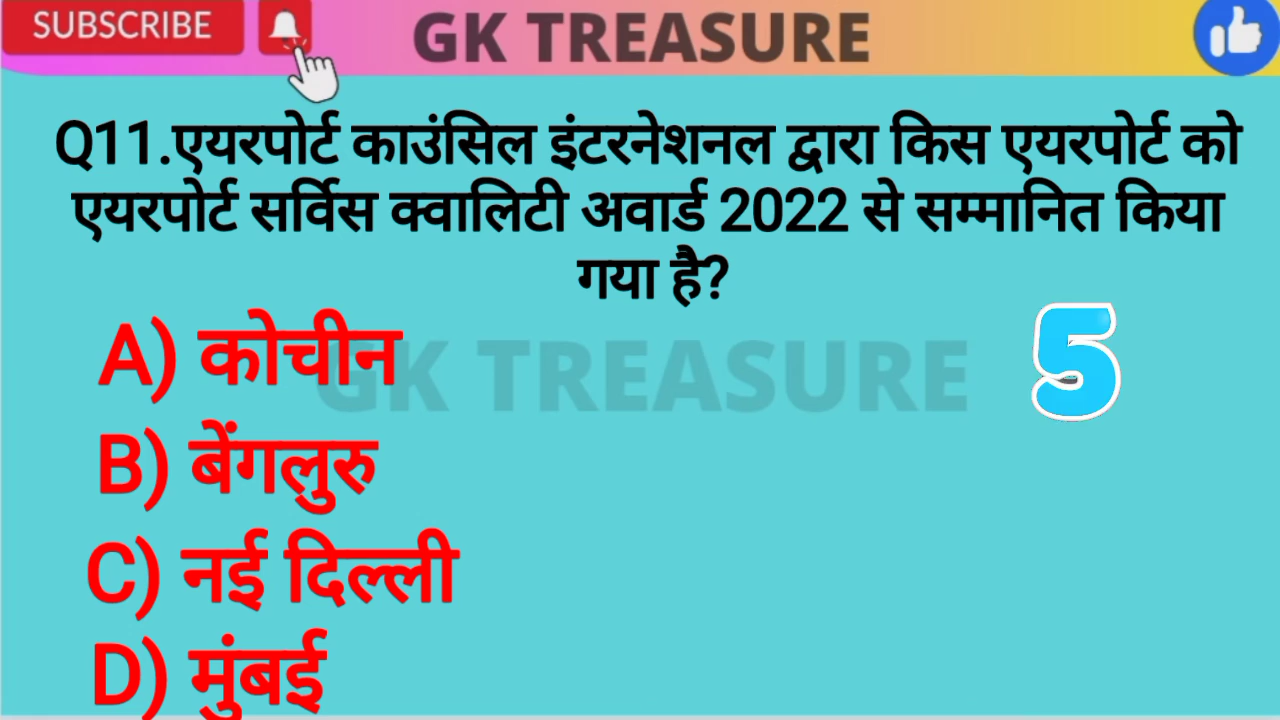 SUBSCRIBE
GK TREASURE
Q11.एयरपोर्ट काउंसिल इंटरनेशनल द्वारा किस एयरपोर्ट को
एयरपोर्ट सर्विस क्वालिटी अवार्ड 2022 से सम्मानित किया
गया है?
A) कोचीन
GK TREASURE
5
B) बेंगलुरु
C) नई दिल्ली
D) मुंबई